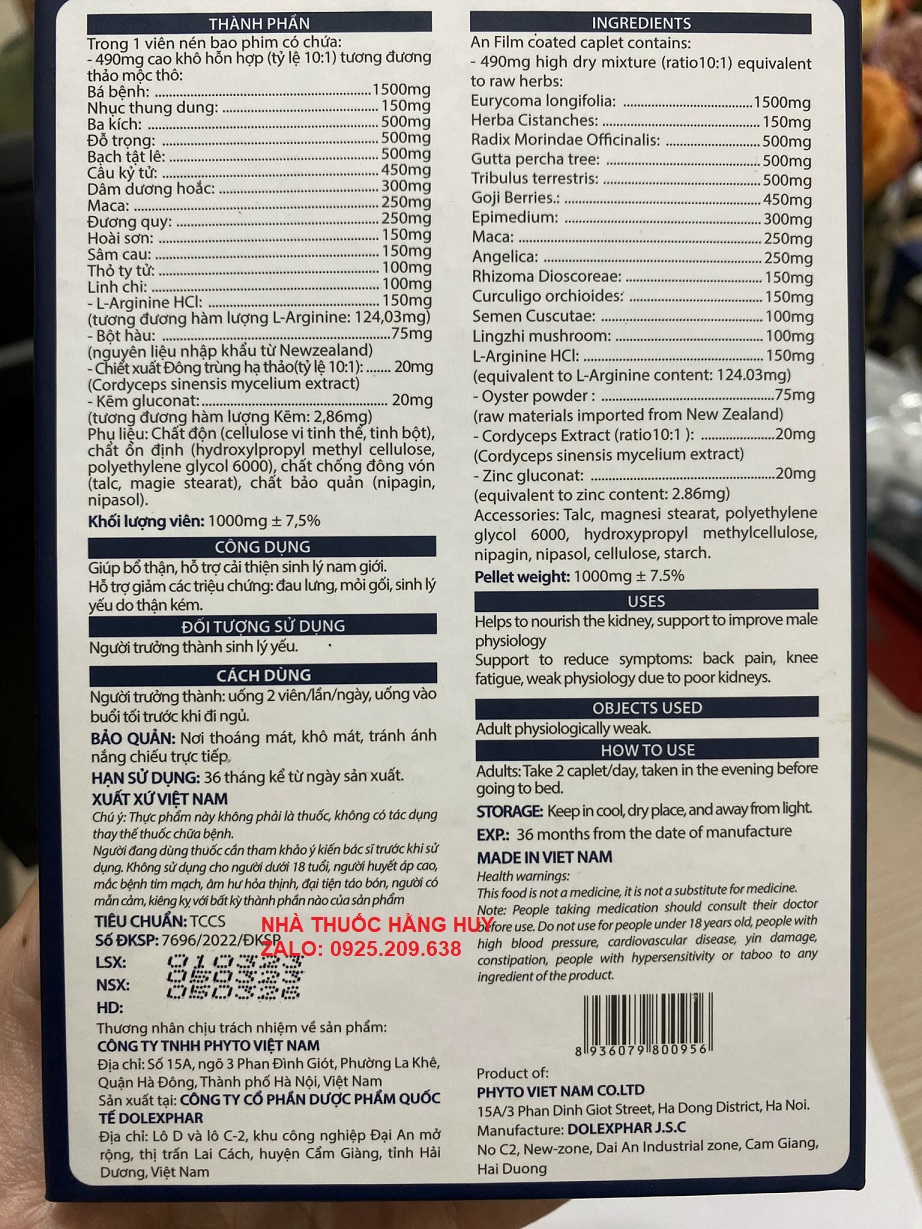 THÀNH PHẦN
Trong 1 viên nén bao phim có chứa:
- 490mg cao khô hỗn hợp (tỷ lệ 10:1) tương đương
thảo mộc thô:
Bá bệnh: ........................................................1500mg
Nhục thung dung: ........................................150mg
Ba kích: ..........................................................500mg
Đỗ trọng: ........................................................500mg
Bạch tật lê: ......................................................500mg
Câu kỷ tử: .......................................................450mg
Dâm dương hoắc: .........................................300mg
Maca: ..............................................................250mg
Đương quy: ....................................................250mg
Hoài sơn: ........................................................150mg
Sâm cau: .........................................................150mg
Thỏ ty tử: ........................................................100mg
Linh chi: ..........................................................100mg
- L-Arginine HCl: ............................................150mg
(tương đương hàm lượng L-Arginine: 124,03mg)
- Bột hàu: ..........................................................75mg
(nguyên liệu nhập khẩu từ Newzealand)
- Chiết xuất Đông trùng hạ thảo(tỷ lệ 10:1): ....... 20mg
(Cordyceps sinensis mycelium extract)
- Kẽm gluconat: ................................................ 20mg
(tương đương hàm lượng Kẽm: 2,86mg)
Phụ liệu: Chất độn (cellulose vi tinh thể, tinh bột),
chất ổn định (hydroxylpropyl methyl cellulose,
polyethylene glycol 6000), chất chống đông vón
(talc, magie stearat), chất bảo quản (nipagin,
nipasol).
Khối lượng viên: 1000mg ± 7,5%
CÔNG DỤNG
Giúp bổ thận, hỗ trợ cải thiện sinh lý nam giới.
Hỗ trợ giảm các triệu chứng: đau lưng, mỏi gối, sinh lý
yếu do thận kém.
ĐỐI TƯỢNG SỬ DỤNG
Người trưởng thành sinh lý yếu.
CÁCH DÙNG
Người trưởng thành: uống 2 viên/lần/ngày, uống vào
buổi tối trước khi đi ngủ.
BẢO QUẢN: Nơi thoáng mát, khô mát, tránh ánh
nắng chiếu trực tiếp.
HẠN SỬ DỤNG: 36 tháng kể từ ngày sản xuất.
XUẤT XỨ VIỆT NAM
Chú ý: Thực phẩm này không phải là thuốc, không có tác dụng
thay thế thuốc chữa bệnh.
Người đang dùng thuốc cần tham khảo ý kiến bác sĩ trước khi sử
dụng. Không sử dụng cho người dưới 18 tuổi, người huyết áp cao,
mắc bệnh tim mạch, âm hư hỏa thịnh, đại tiện táo bón, người có
mẫn cảm, kiêng kỵ với bất kỳ thành phần nào của sản phẩm
TIÊU CHUẨN: TCCS
Số ĐKSP: 7696/2022/ĐKSP
LSX: 010323
NSX: 050323
HD: 050326
Thương nhân chịu trách nhiệm về sản phẩm:
CÔNG TY TNHH PHYTO VIỆT NAM
Địa chỉ: Số 15A, ngõ 3 Phan Đình Giót, Phường La Khê,
Quận Hà Đông, Thành phố Hà Nội, Việt Nam
Sản xuất tại: CÔNG TY CỔ PHẦN DƯỢC PHẨM QUỐC
TẾ DOLEXPHAR
Địa chỉ: Lô D và lô C-2, khu công nghiệp Đại An mở
rộng, thị trấn Lai Cách, huyện Cẩm Giàng, tỉnh Hải
Dương, Việt Nam
NHÀ THUỐC HẰNG HUY
ZALO: 0925.209.638
INGREDIENTS
An Film coated caplet contains:
- 490mg high dry mixture (ratio10:1) equivalent
to raw herbs:
Eurycoma longifolia: ..............................1500mg
Herba Cistanches: ....................................150mg
Radix Morindae Officinalis: .....................500mg
Gutta percha tree: ...................................500mg
Tribulus terrestris: ....................................500mg
Goji Berries.: ............................................450mg
Epimedium: .............................................300mg
Maca: ........................................................250mg
Angelica: ..................................................250mg
Rhizoma Dioscoreae: ..............................150mg
Curculigo orchioides: ..............................150mg
Semen Cuscutae: .....................................100mg
Lingzhi mushroom: .................................100mg
L-Arginine HCl: ........................................150mg
(equivalent to L-Arginine content: 124.03mg)
- Oyster powder : .......................................75mg
(raw materials imported from New Zealand)
- Cordyceps Extract (ratio10:1 ): .................20mg
(Cordyceps sinensis mycelium extract)
- Zinc gluconat: ..........................................20mg
(equivalent to zinc content: 2.86mg)
Accessories: Talc, magnesi stearat, polyethylene
glycol 6000, hydroxypropyl methylcellulose,
nipagin, nipasol, cellulose, starch.
Pellet weight: 1000mg ± 7.5%
USES
Helps to nourish the kidney, support to improve male
physiology
Support to reduce symptoms: back pain, knee
fatigue, weak physiology due to poor kidneys.
OBJECTS USED
Adult physiologically weak.
HOW TO USE
Adults: Take 2 caplet/day, taken in the evening before
going to bed.
STORAGE: Keep in cool, dry place, and away from light.
EXP.: 36 months from the date of manufacture
MADE IN VIET NAM
Health warnings:
This food is not a medicine, it is not a substitute for medicine.
Note: People taking medication should consult their doctor
before use. Do not use for people under 18 years old, people with
high blood pressure, cardiovascular disease, yin damage,
constipation, people with hypersensitivity or taboo to any
ingredient of the product.
8 936079 800956
Product of:
PHYTO VIET NAM CO.LTD
15A/3 Phan Dinh Giot Street, Ha Dong District, Ha Noi.
Manufacture: DOLEXPHAR J.S.C
No C2, New-zone, Dai An Industrial zone, Cam Giang,
Hai Duong